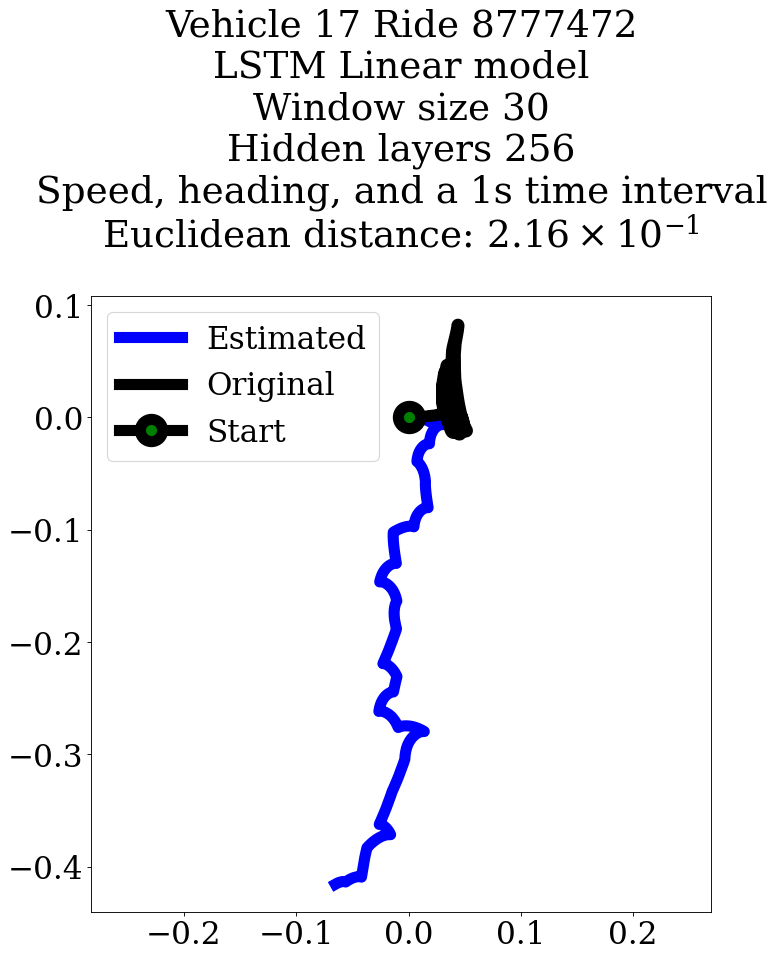 Vehicle 17 Ride 8777472
LSTM Linear model
Window size 30
Hidden layers 256
Speed, heading, and a 1s time interval
Euclidean distance: 2.16 × 10⁻¹
Estimated
Original
Start
0.1
0.0
−0.1
−0.2
−0.3
−0.4
−0.2 −0.1 0.0 0.1 0.2